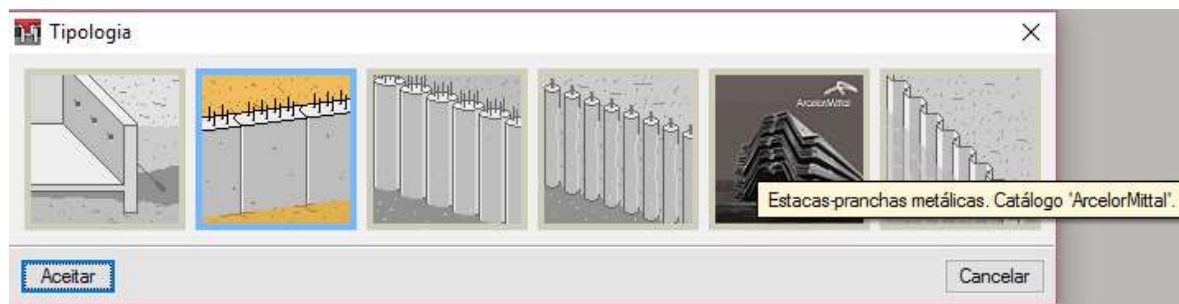 Tipologia
ArcelorMittal
Estacas-pranchas metálicas. Catálogo 'ArcelorMittal'.
Aceitar
Cancelar